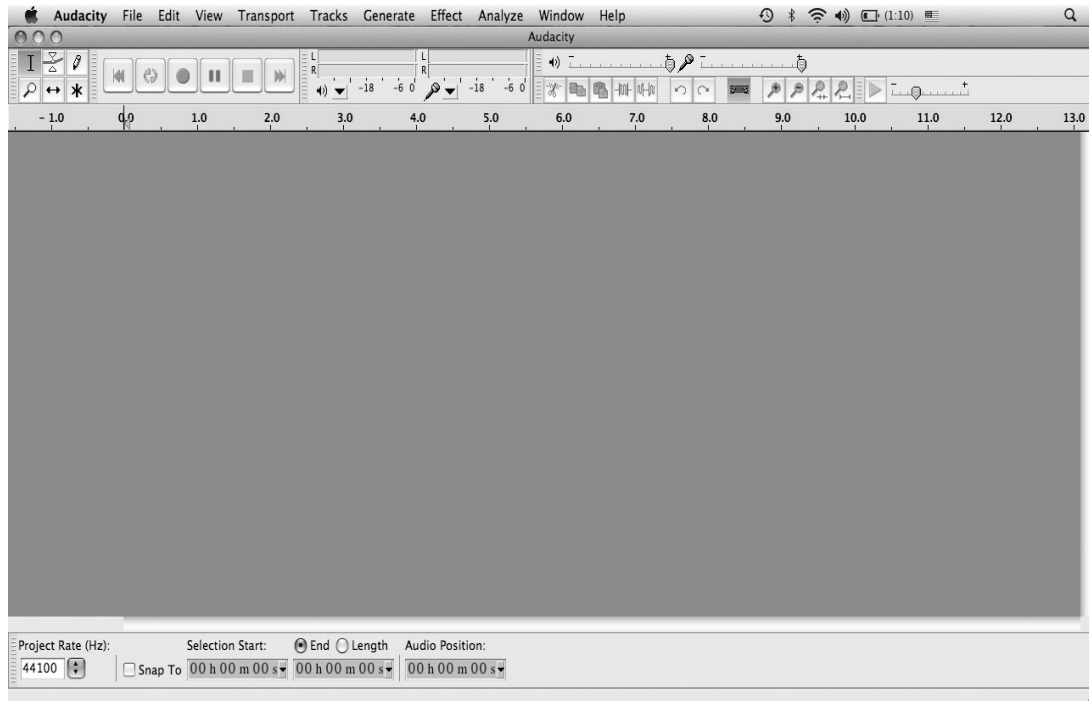 Audacity File Edit View Transport Tracks Generate Effect Analyze Window Help (1:10)
Audacity
L L
R R
-18 -6 0 -18 -6 0
- 1.0 0.0 1.0 2.0 3.0 4.0 5.0 6.0 7.0 8.0 9.0 10.0 11.0 12.0 13.0
Project Rate (Hz): Selection Start: End Length Audio Position:
44100 Snap To 00 h 00 m 00 s 00 h 00 m 00 s 00 h 00 m 00 s